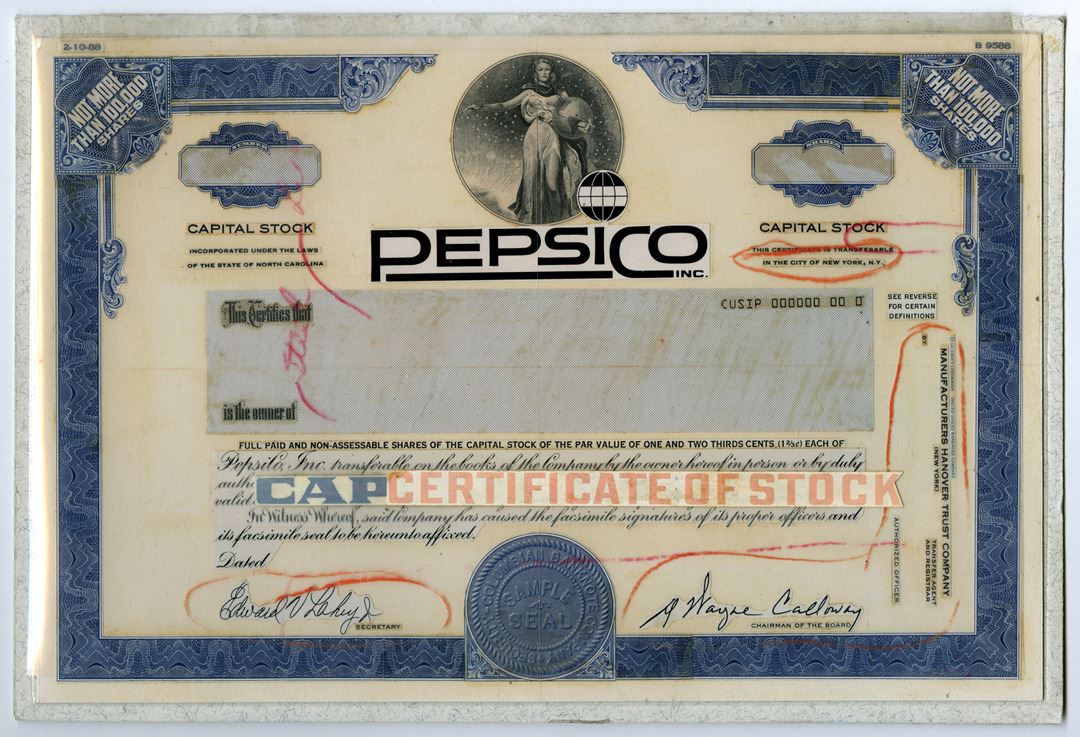 2-10-88
B 9588
NOT MORE
THAN 100,000
SHARES
NOT MORE
THAN 100,000
SHARES
NUMBER
SHARES
CAPITAL STOCK
INCORPORATED UNDER THE LAWS
OF THE STATE OF NORTH CAROLINA
CAPITAL STOCK
THIS CERTIFICATE IS TRANSFERABLE
IN THE CITY OF NEW YORK, N.Y.
PEPSICO
INC.
This Certifies that
CUSIP 000000 00 0
SEE REVERSE
FOR CERTAIN
DEFINITIONS
is the owner of
FULL PAID AND NON-ASSESSABLE SHARES OF THE CAPITAL STOCK OF THE PAR VALUE OF ONE AND TWO THIRDS CENTS, (1⅔¢) EACH OF
PepsiCo, Inc. transferable on the books of the Company by the owner hereof in person or by duly
autho
valid.
CAP CERTIFICATE OF STOCK
In Witness Whereof, said Company has caused the facsimile signatures of its proper officers and
its facsimile seal to be hereunto affixed.
Dated
SECRETARY
SAMPLE
SEAL
D Wayne Calloway
CHAIRMAN OF THE BOARD
MANUFACTURERS HANOVER TRUST COMPANY
(NEW YORK)
TRANSFER AGENT
AND REGISTRAR
BY
AUTHORIZED OFFICER